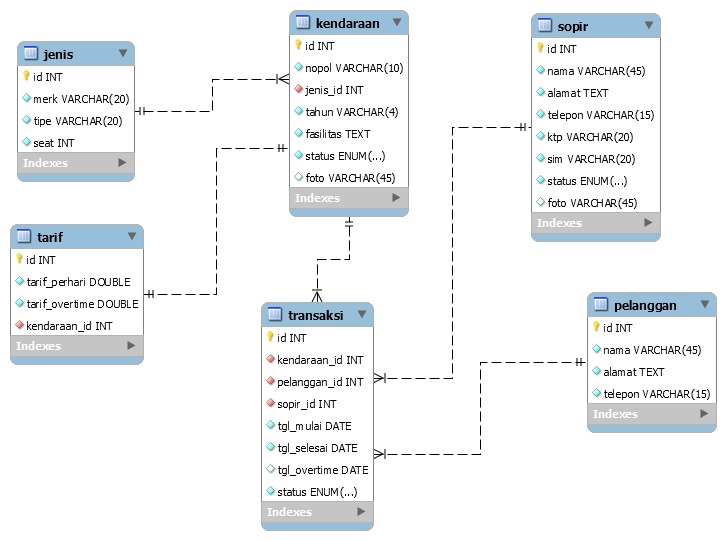 jenis
id INT
merk VARCHAR(20)
tipe VARCHAR(20)
seat INT
Indexes
kendaraan
id INT
nopol VARCHAR(10)
jenis_id INT
tahun VARCHAR(4)
fasilitas TEXT
status ENUM(...)
foto VARCHAR(45)
Indexes
sopir
id INT
nama VARCHAR(45)
alamat TEXT
telepon VARCHAR(15)
ktp VARCHAR(20)
sim VARCHAR(20)
status ENUM(...)
foto VARCHAR(45)
Indexes
tarif
id INT
tarif_perhari DOUBLE
tarif_overtime DOUBLE
kendaraan_id INT
Indexes
transaksi
id INT
kendaraan_id INT
pelanggan_id INT
sopir_id INT
tgl_mulai DATE
tgl_selesai DATE
tgl_overtime DATE
status ENUM(...)
Indexes
pelanggan
id INT
nama VARCHAR(45)
alamat TEXT
telepon VARCHAR(15)
Indexes